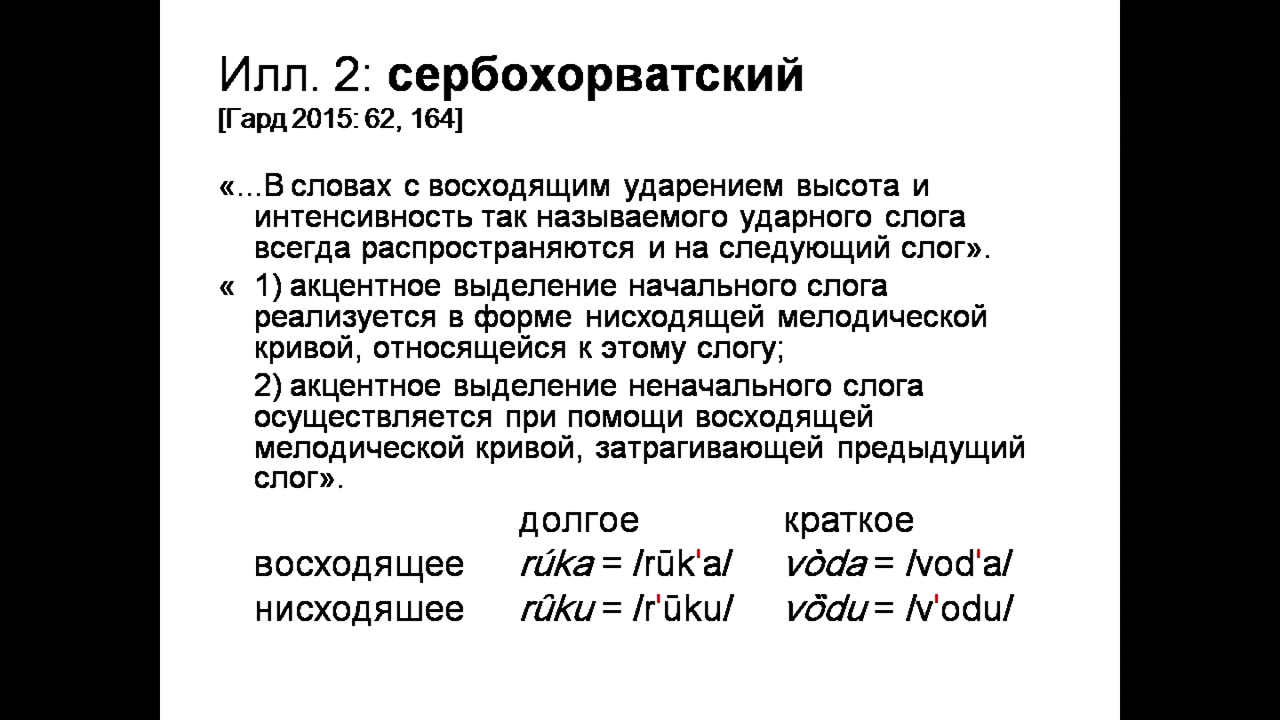 Илл. 2: сербохорватский
[Гард 2015: 62, 164]
«...В словах с восходящим ударением высота и
интенсивность так называемого ударного слога
всегда распространяются и на следующий слог».
« 1) акцентное выделение начального слога
реализуется в форме нисходящей мелодической
кривой, относящейся к этому слогу;
2) акцентное выделение неначального слога
осуществляется при помощи восходящей
мелодической кривой, затрагивающей предыдущий
слог».
долгое краткое
восходящее rúka = /rūk'a/ vòda = /vod'a/
нисходяшее rȗku = /r'ūku/ vȍdu = /v'odu/